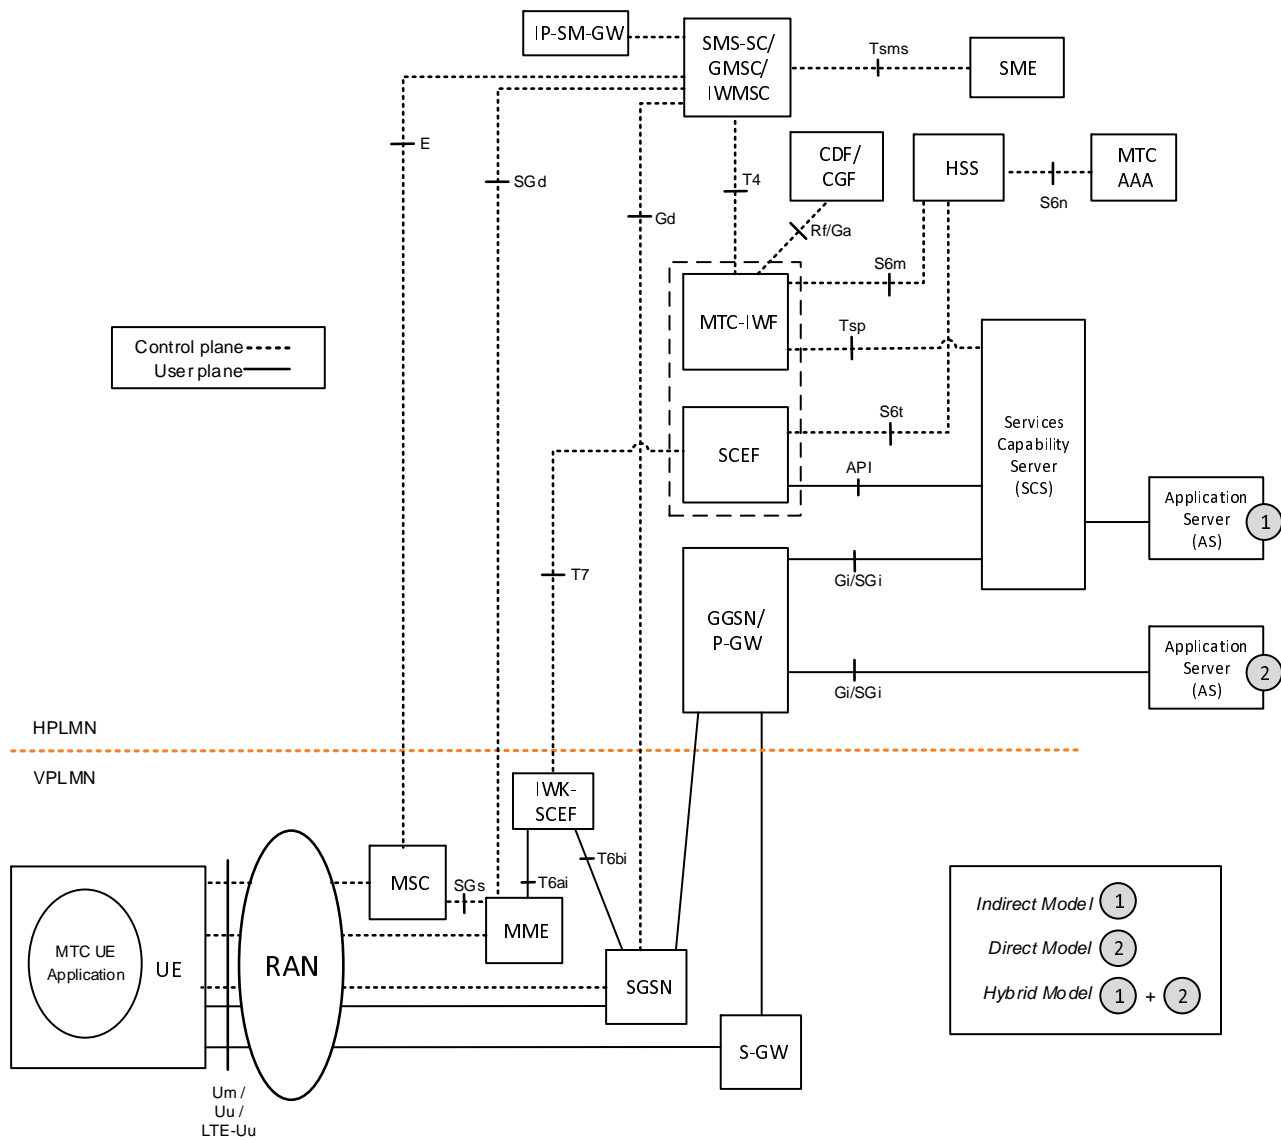 IP-SM-GW
SMS-SC/
GMSC/
IWMSC
Tsms
SME
E
SGd
Gd
T4
CDF/
CGF
HSS
MTC
AAA
S6n
Rf/Ga
S6m
MTC-IWF
Tsp
Control plane
User plane
S6t
SCEF
API
Services
Capability
Server
(SCS)
Application
Server
(AS)
1
T7
Gi/SGi
GGSN/
P-GW
Gi/SGi
Application
Server
(AS)
2
HPLMN
VPLMN
IWK-
SCEF
T6bi
MSC
SGs
T6ai
MME
MTC UE
Application
UE
RAN
SGSN
S-GW
Um /
Uu /
LTE-Uu
Indirect Model 1
Direct Model 2
Hybrid Model 1 + 2